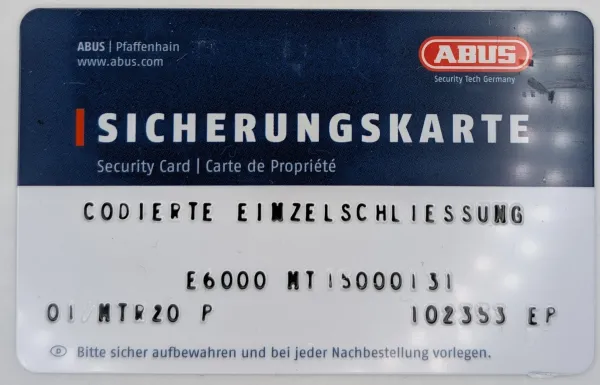 ABUS | Pfaffenhain
www.abus.com
ABUS
Security Tech Germany
SICHERUNGSKARTE
Security Card | Carte de Propriété
CODIERTE EINZELSCHLIESSUNG
E6000 MT15000131
01/MTR20 P 102353 EP
Bitte sicher aufbewahren und bei jeder Nachbestellung vorlegen.